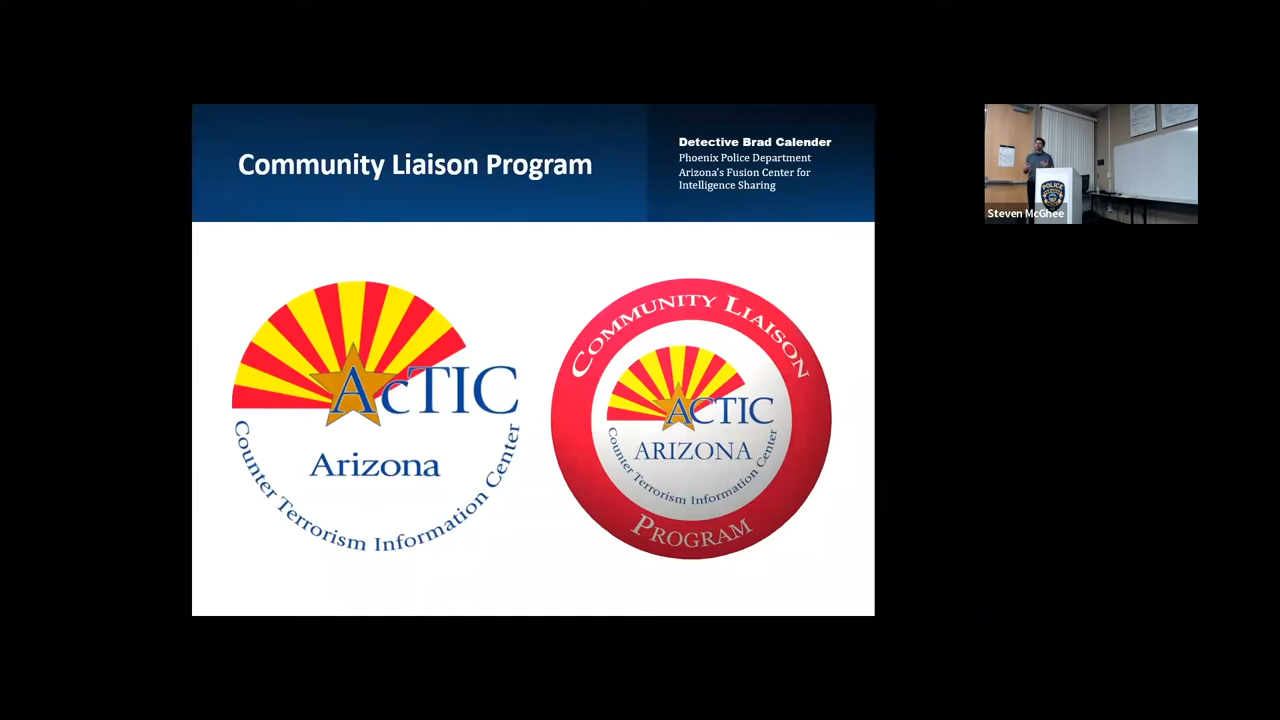 Community Liaison Program
Detective Brad Calender
Phoenix Police Department
Arizona's Fusion Center for
Intelligence Sharing
AcTIC
Arizona
Counter Terrorism Information Center
COMMUNITY LIAISON
ACTIC
ARIZONA
Counter Terrorism Information Center
PROGRAM
POLICE
Steven McGhee